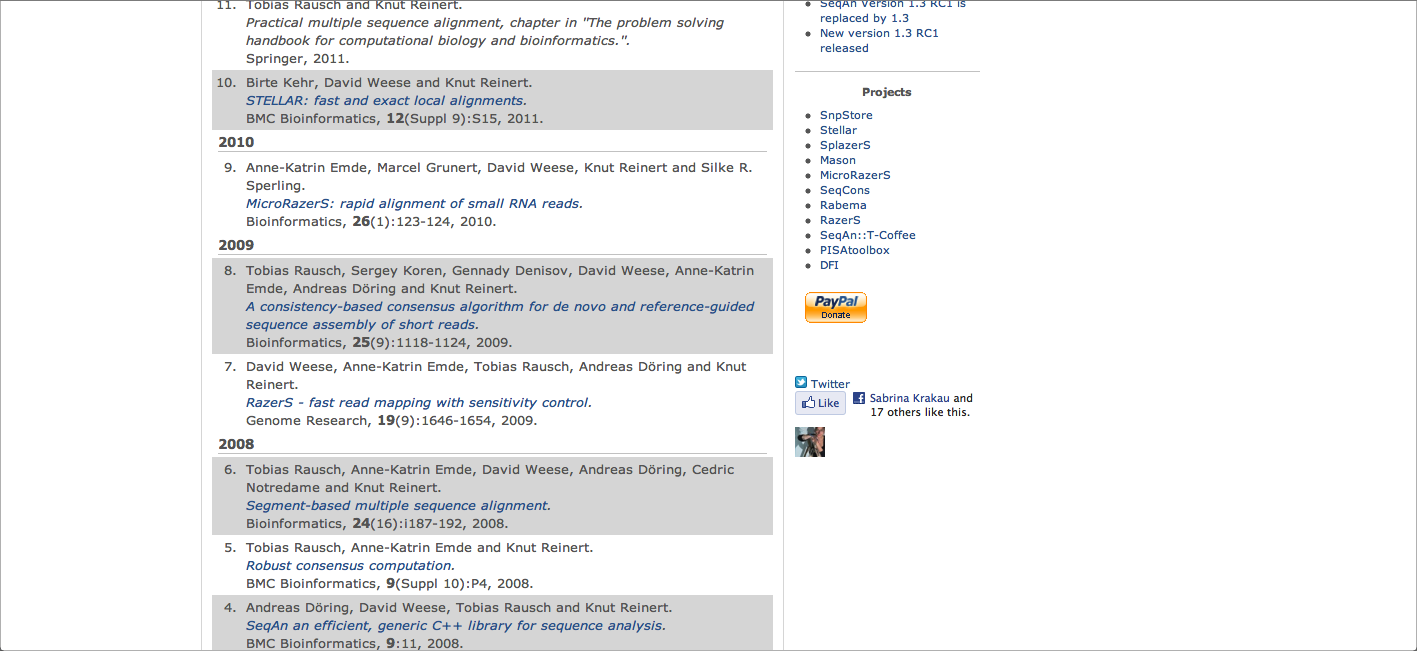 11. Tobias Rausch and Knut Reinert.
Practical multiple sequence alignment, chapter in "The problem solving
handbook for computational biology and bioinformatics.".
Springer, 2011.
10. Birte Kehr, David Weese and Knut Reinert.
STELLAR: fast and exact local alignments.
BMC Bioinformatics, 12(Suppl 9):S15, 2011.
2010
9. Anne-Katrin Emde, Marcel Grunert, David Weese, Knut Reinert and Silke R.
Sperling.
MicroRazerS: rapid alignment of small RNA reads.
Bioinformatics, 26(1):123-124, 2010.
2009
8. Tobias Rausch, Sergey Koren, Gennady Denisov, David Weese, Anne-Katrin
Emde, Andreas Döring and Knut Reinert.
A consistency-based consensus algorithm for de novo and reference-guided
sequence assembly of short reads.
Bioinformatics, 25(9):1118-1124, 2009.
7. David Weese, Anne-Katrin Emde, Tobias Rausch, Andreas Döring and Knut
Reinert.
RazerS - fast read mapping with sensitivity control.
Genome Research, 19(9):1646-1654, 2009.
2008
6. Tobias Rausch, Anne-Katrin Emde, David Weese, Andreas Döring, Cedric
Notredame and Knut Reinert.
Segment-based multiple sequence alignment.
Bioinformatics, 24(16):i187-192, 2008.
5. Tobias Rausch, Anne-Katrin Emde and Knut Reinert.
Robust consensus computation.
BMC Bioinformatics, 9(Suppl 10):P4, 2008.
4. Andreas Döring, David Weese, Tobias Rausch and Knut Reinert.
SeqAn an efficient, generic C++ library for sequence analysis.
BMC Bioinformatics, 9:11, 2008.
SeqAn Version 1.3 RC1 is
replaced by 1.3
New version 1.3 RC1
released
Projects
SnpStore
Stellar
SplazerS
Mason
MicroRazerS
SeqCons
Rabema
RazerS
SeqAn::T-Coffee
PISAtoolbox
DFI
PayPal
Donate
Twitter
Like
Sabrina Krakau and
17 others like this.